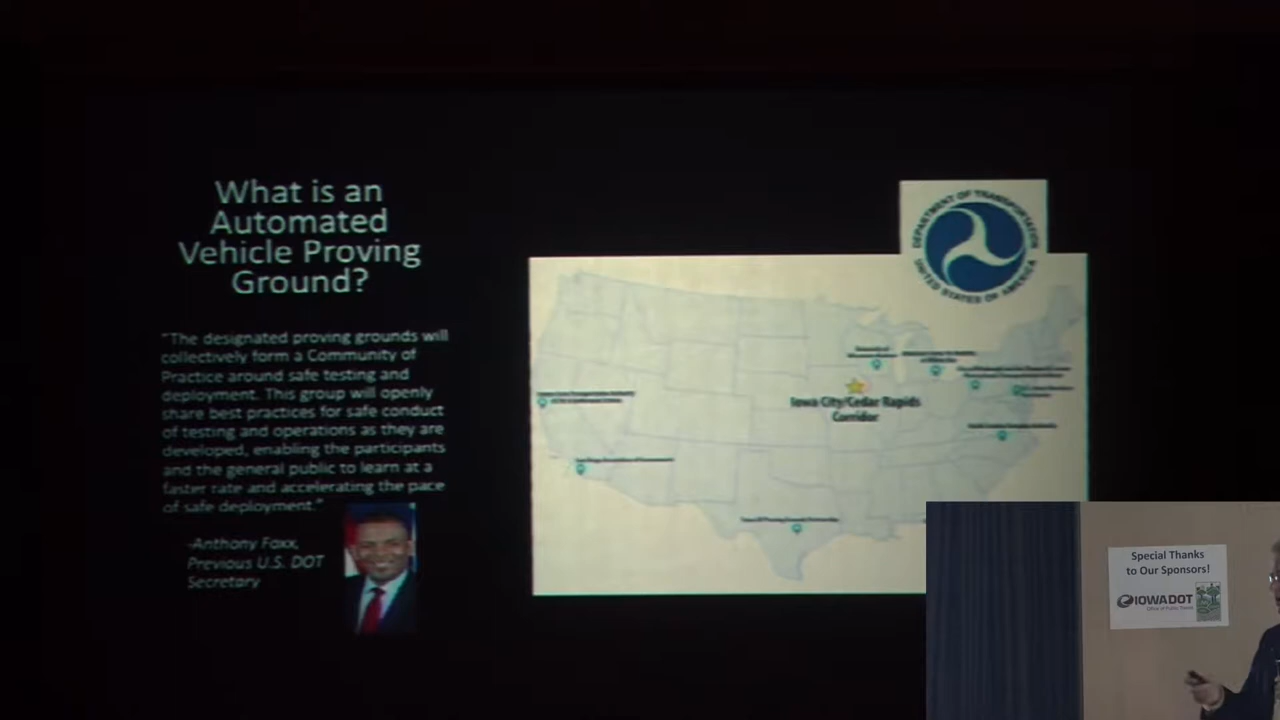 What is an
Automated
Vehicle Proving
Ground?
"The designated proving grounds will
collectively form a Community of
Practice around safe testing and
deployment. This group will openly
share best practices for safe conduct
of testing and operations as they are
developed, enabling the participants
and the general public to learn at a
faster rate and accelerating the pace
of safe deployment."
-Anthony Foxx,
Previous U.S. DOT
Secretary
DEPARTMENT OF TRANSPORTATION
UNITED STATES OF AMERICA
Iowa City/Cedar Rapids
Corridor
Special Thanks
to Our Sponsors!
IOWADOT
Office of Public Transit